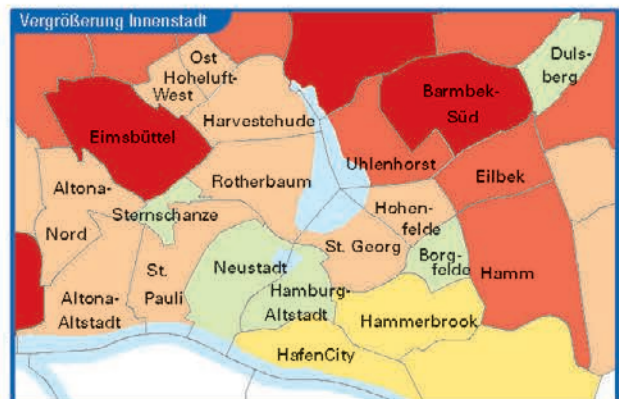 Vergrößerung Innenstadt
Ost
Hoheluft-
West
Duls-
berg
Barmbek-
Süd
Harvestehude
Eimsbüttel
Uhlenhorst
Eilbek
Altona-
Nord
Rotherbaum
Sternschanze
Hohen-
felde
St. Georg
Borg-
felde
Hamm
Neustadt
St.
Pauli
Hamburg-
Altstadt
Altona-
Altstadt
Hammerbrook
HafenCity